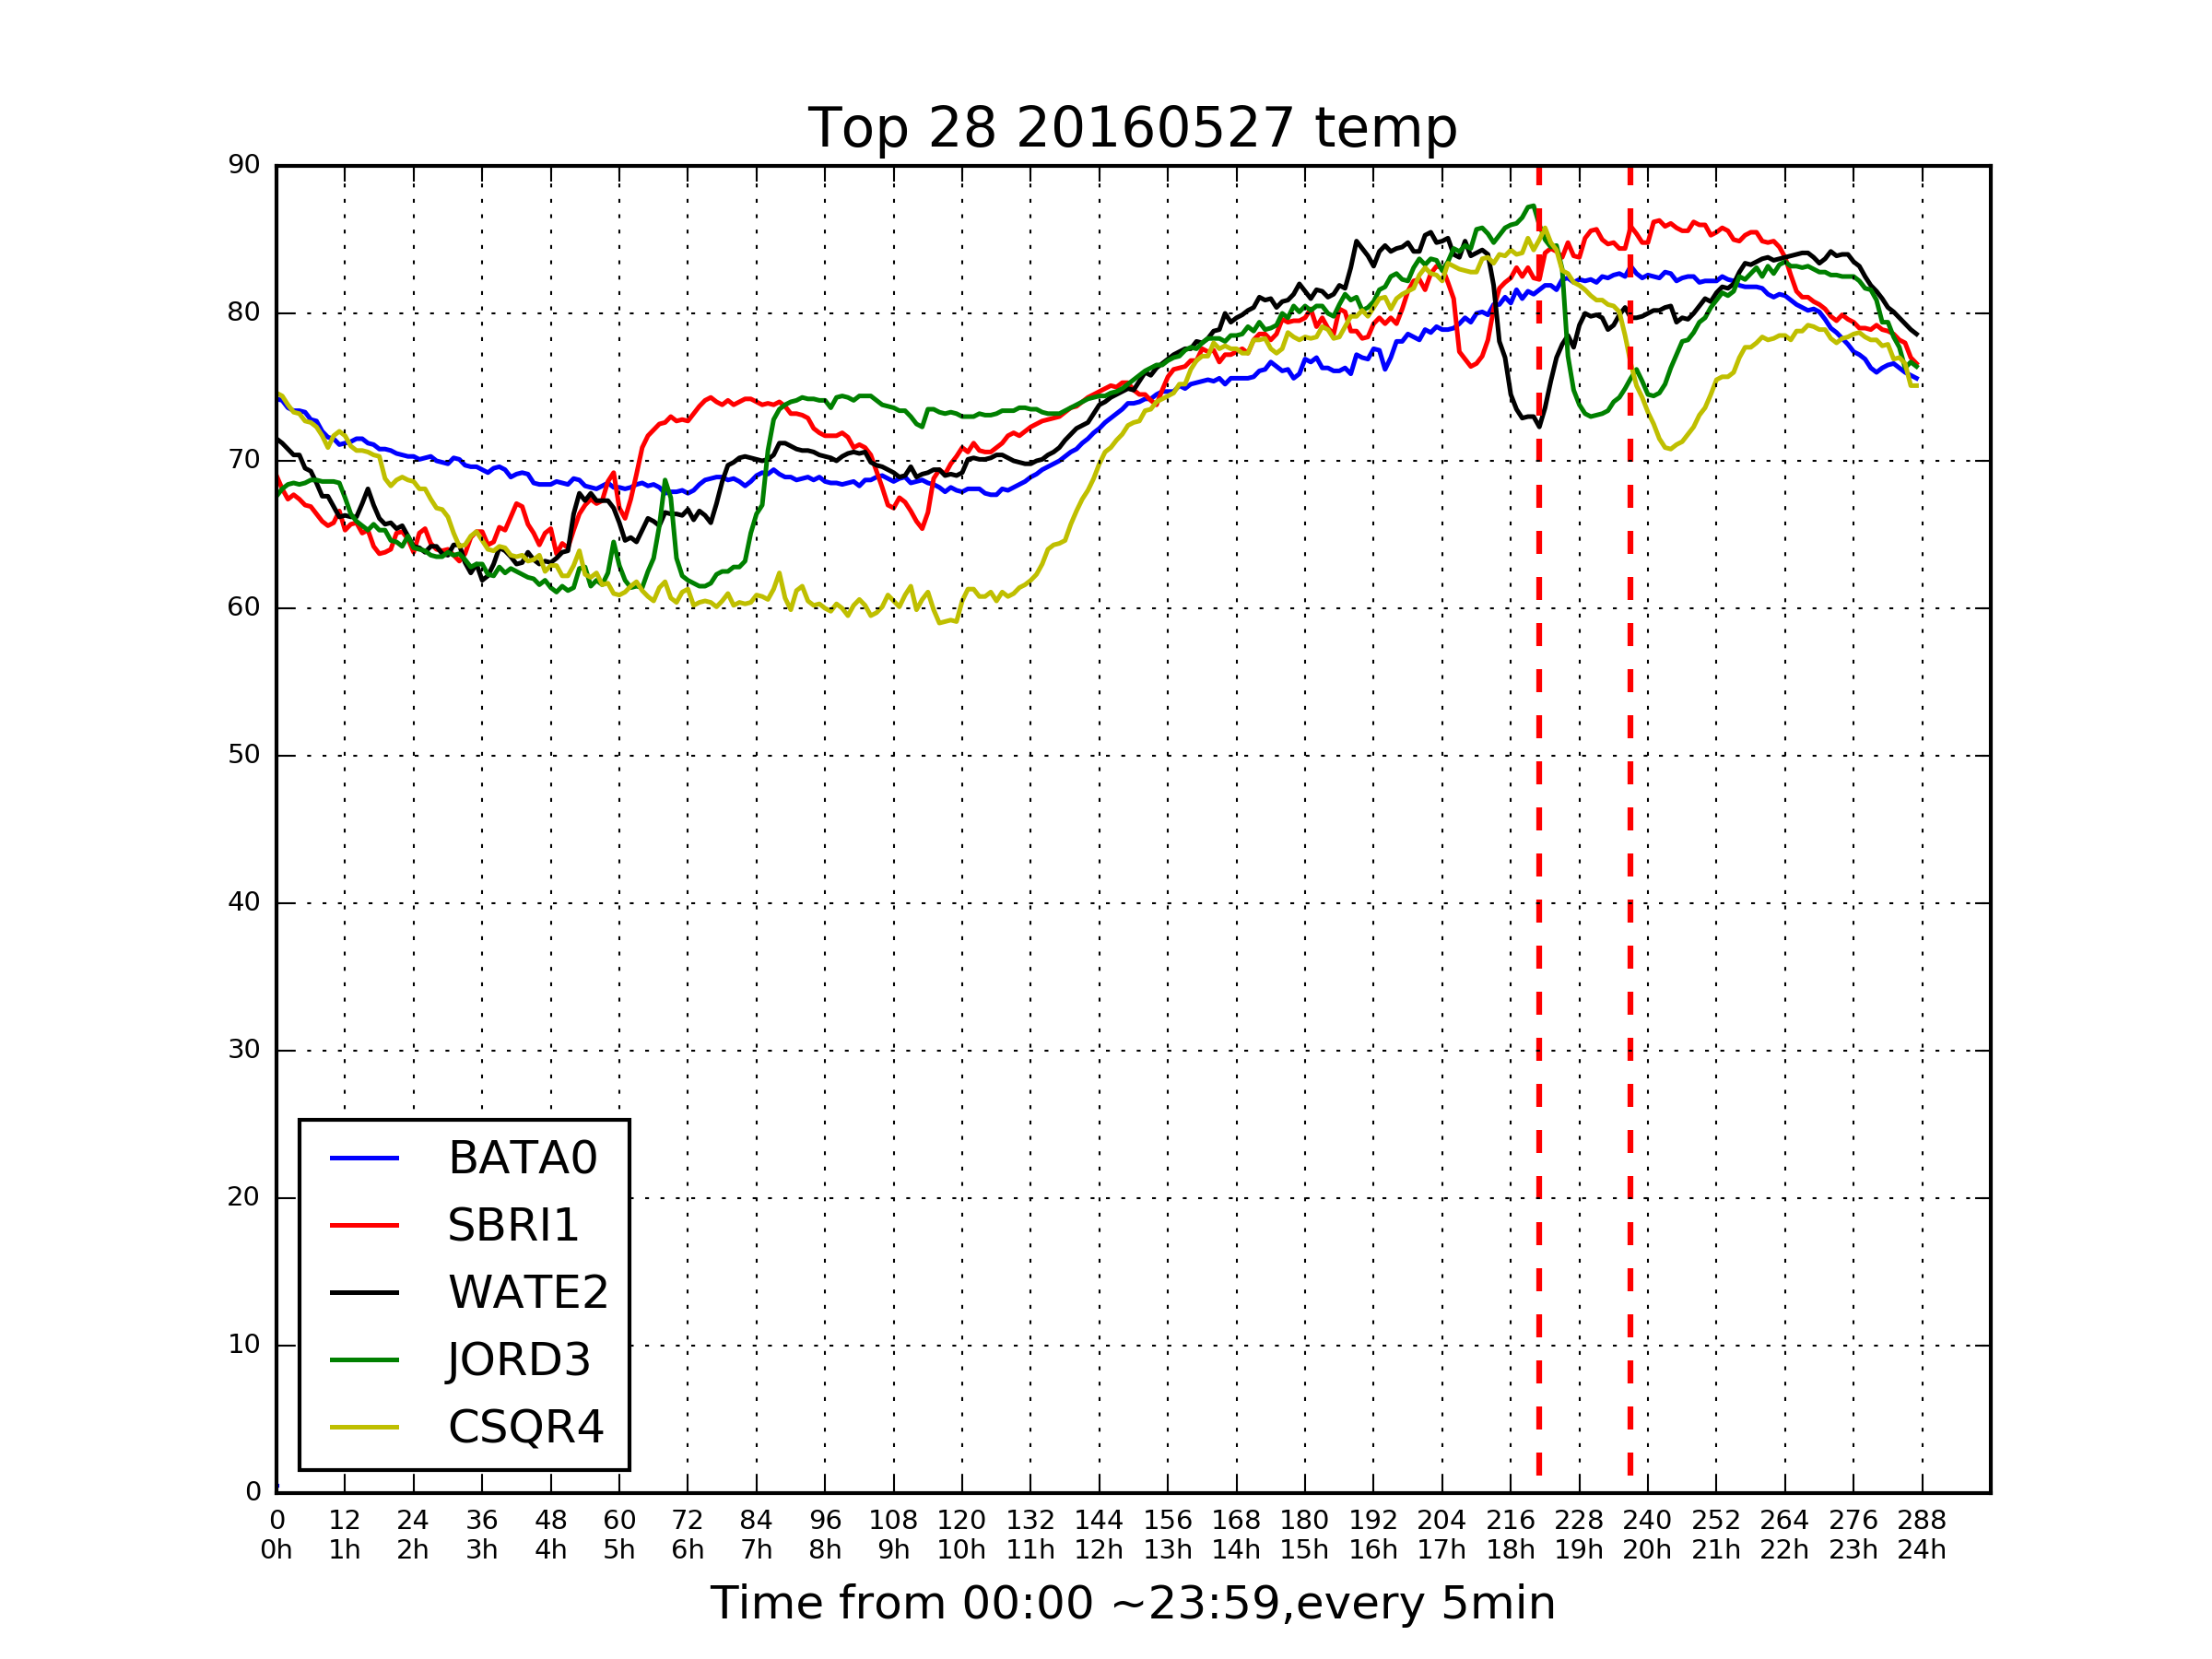 Top 28 20160527 temp
90
80
70
60
50
40
30
20
10
0
BATA0
SBRI1
WATE2
JORD3
CSQR4
0 12 24 36 48 60 72 84 96 108 120 132 144 156 168 180 192 204 216 228 240 252 264 276 288
0h 1h 2h 3h 4h 5h 6h 7h 8h 9h 10h 11h 12h 13h 14h 15h 16h 17h 18h 19h 20h 21h 22h 23h 24h
Time from 00:00 ~23:59,every 5min